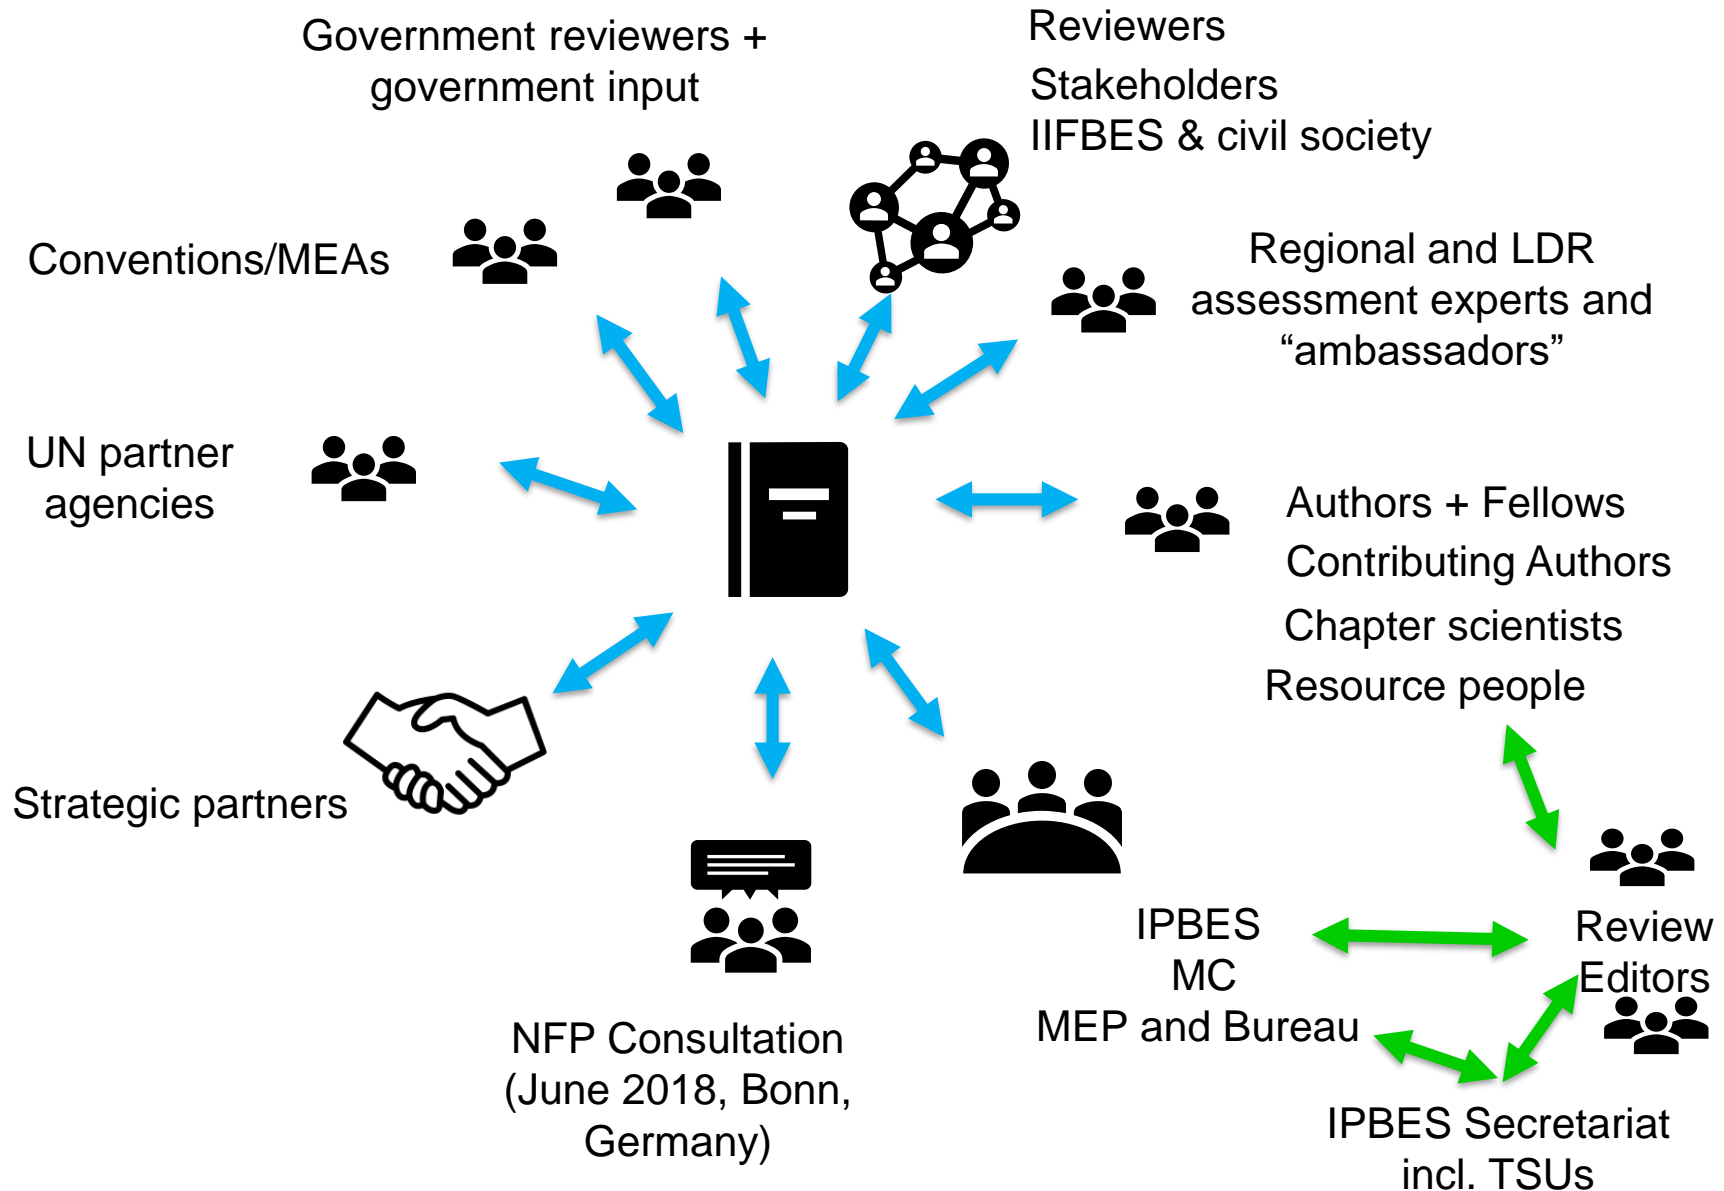 Government reviewers +
government input
Reviewers
Stakeholders
IIFBES & civil society
Conventions/MEAs
Regional and LDR
assessment experts and
“ambassadors”
UN partner
agencies
Authors + Fellows
Contributing Authors
Chapter scientists
Resource people
Strategic partners
IPBES
MC
MEP and Bureau
Review
Editors
NFP Consultation
(June 2018, Bonn,
Germany)
IPBES Secretariat
incl. TSUs